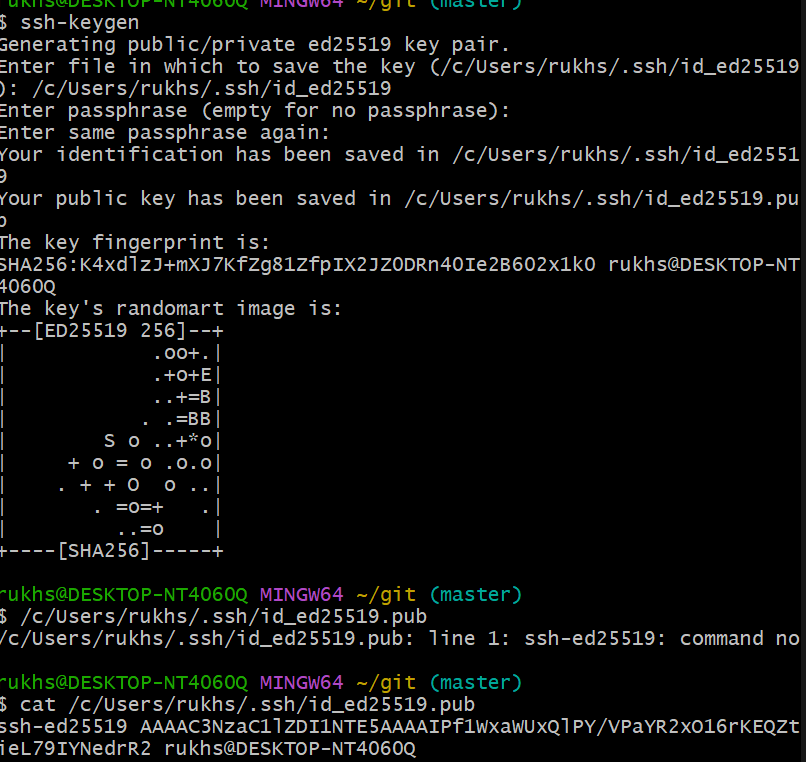 rukhs@DESKTOP-NT406OQ MINGW64 ~/git (master)
$ ssh-keygen
Generating public/private ed25519 key pair.
Enter file in which to save the key (/c/Users/rukhs/.ssh/id_ed25519
): /c/Users/rukhs/.ssh/id_ed25519
Enter passphrase (empty for no passphrase):
Enter same passphrase again:
Your identification has been saved in /c/Users/rukhs/.ssh/id_ed2551
9
Your public key has been saved in /c/Users/rukhs/.ssh/id_ed25519.pu
b
The key fingerprint is:
SHA256:K4xdlzJ+mXJ7KfZg81ZfpIX2JZ0DRn4OIe2B6O2x1k0 rukhs@DESKTOP-NT
406OQ
The key's randomart image is:
+--[ED25519 256]--+
|            .oo+.|
|            .+o+E|
|            ..+=B|
|           . .=BB|
|        S o ..+*o|
|     + o = o .o.o|
|    . + + O  o ..|
|       . =o=+   .|
|         ..=o    |
+----[SHA256]-----+
rukhs@DESKTOP-NT406OQ MINGW64 ~/git (master)
$ /c/Users/rukhs/.ssh/id_ed25519.pub
/c/Users/rukhs/.ssh/id_ed25519.pub: line 1: ssh-ed25519: command no
rukhs@DESKTOP-NT406OQ MINGW64 ~/git (master)
$ cat /c/Users/rukhs/.ssh/id_ed25519.pub
ssh-ed25519 AAAAC3NzaC1lZDI1NTE5AAAAIPf1WxaWUxQlPY/VPaYR2xO16rKEQZt
ieL79IYNedrR2 rukhs@DESKTOP-NT406OQ